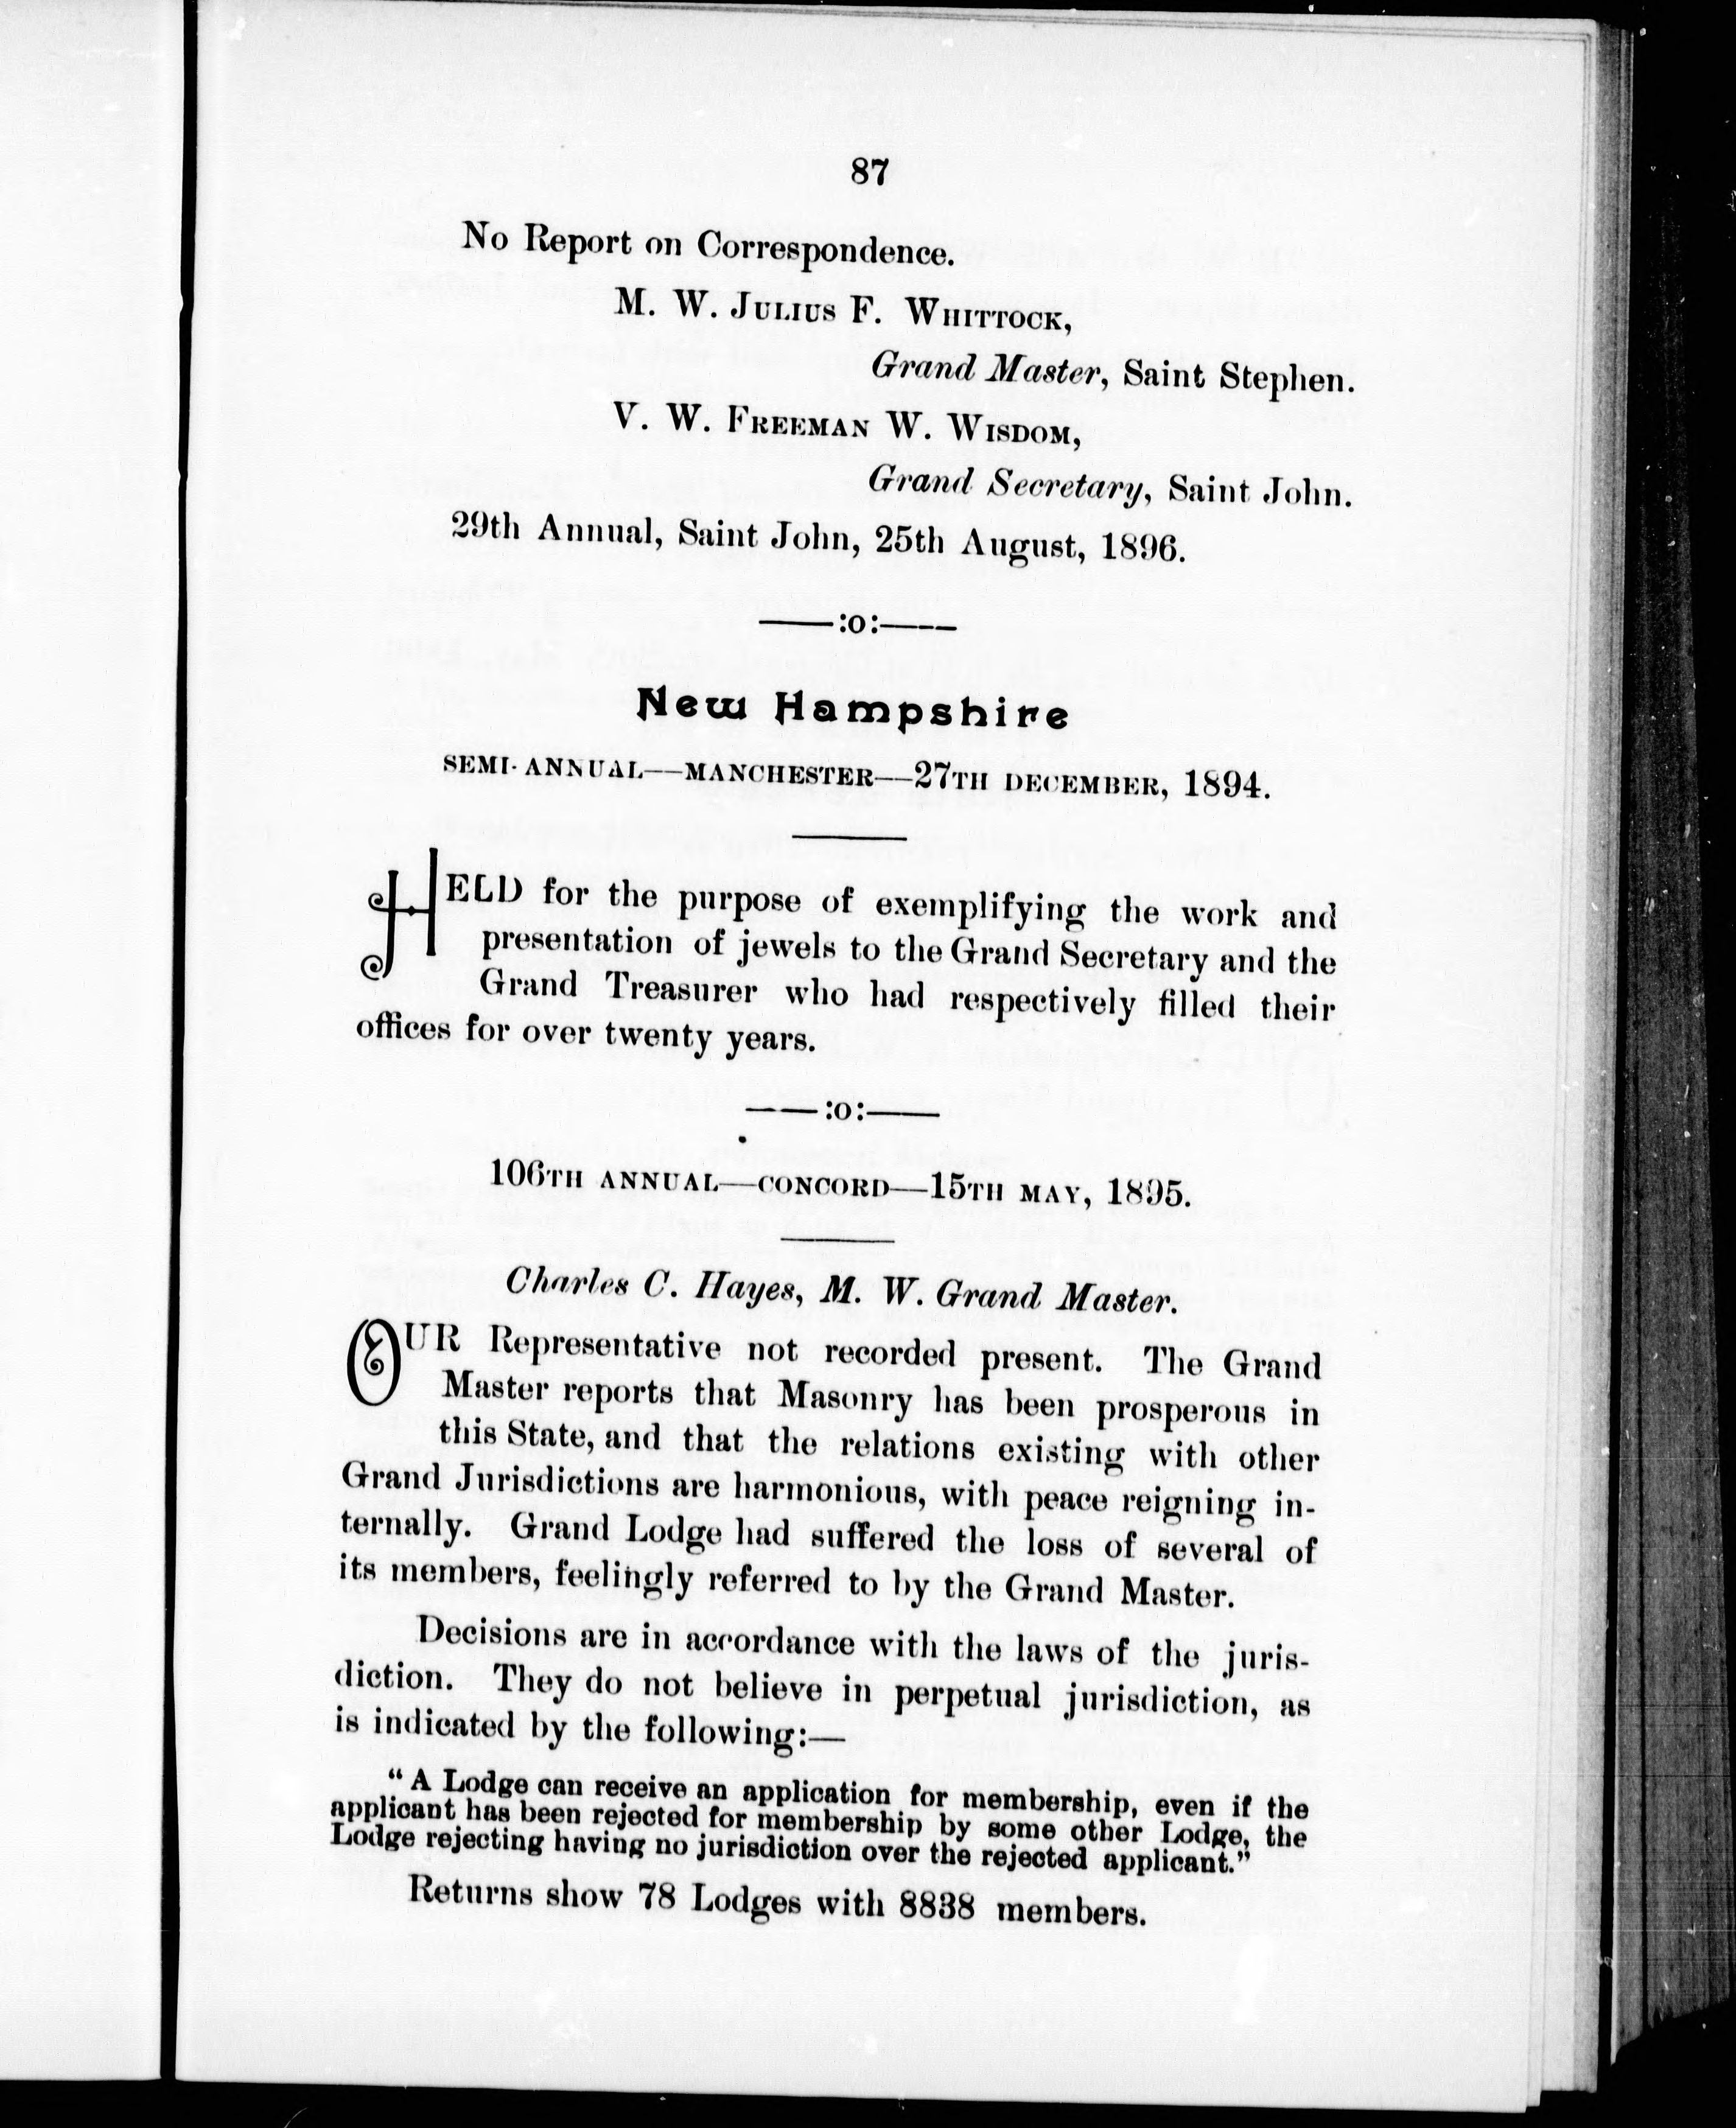 87
No Report on Correspondence.
M. W. Julius F. Whittock,
Grand Master, Saint Stephen.
V. W. Freeman W. Wisdom,
Grand Secretary, Saint John.
29th Annual, Saint John, 25th August, 1896.
——:o:——
New Hampshire
SEMI-ANNUAL—MANCHESTER—27TH DECEMBER, 1894.
HELD for the purpose of exemplifying the work and
presentation of jewels to the Grand Secretary and the
Grand Treasurer who had respectively filled their
offices for over twenty years.
——:o:——
106TH ANNUAL—CONCORD—15TH MAY, 1895.
Charles C. Hayes, M. W. Grand Master.
OUR Representative not recorded present. The Grand
Master reports that Masonry has been prosperous in
this State, and that the relations existing with other
Grand Jurisdictions are harmonious, with peace reigning in-
ternally. Grand Lodge had suffered the loss of several of
its members, feelingly referred to by the Grand Master.
Decisions are in accordance with the laws of the juris-
diction. They do not believe in perpetual jurisdiction, as
is indicated by the following:—
"A Lodge can receive an application for membership, even if the
applicant has been rejected for membership by some other Lodge, the
Lodge rejecting having no jurisdiction over the rejected applicant."
Returns show 78 Lodges with 8838 members.